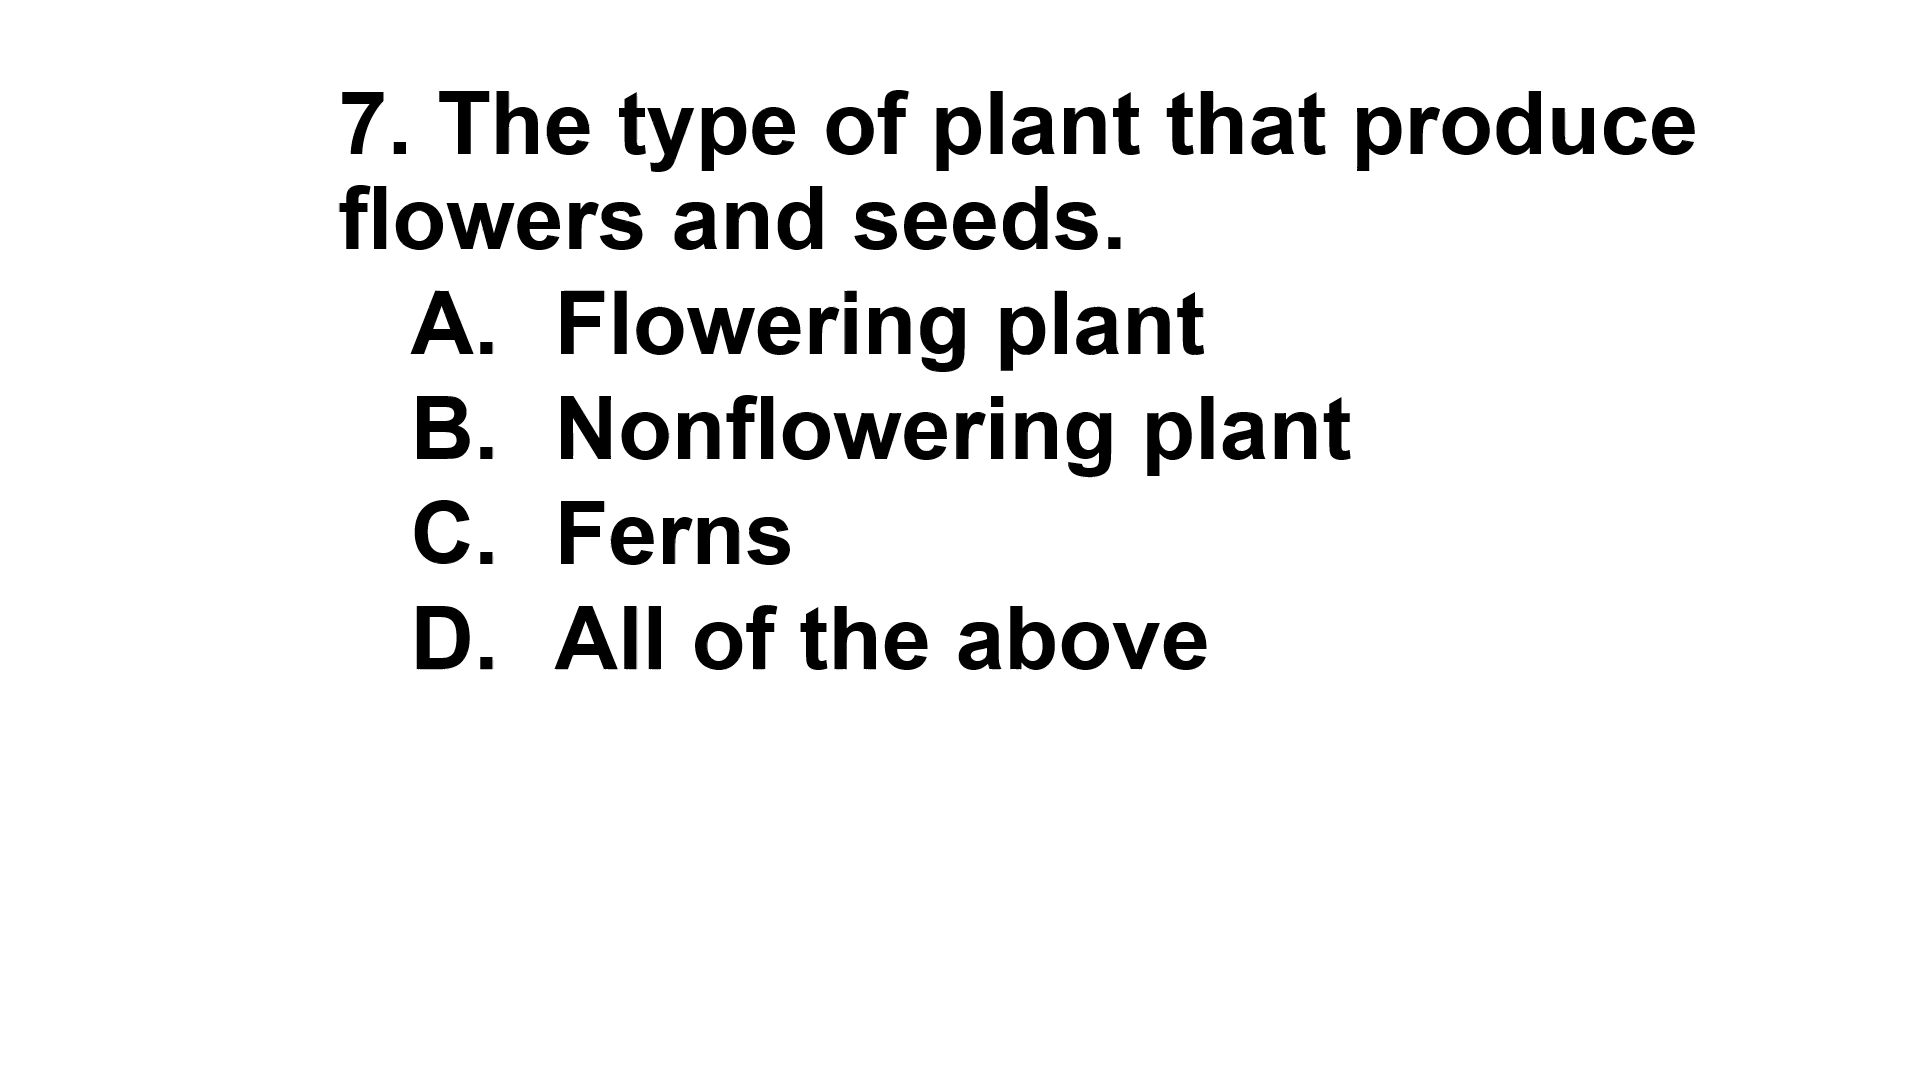 7. The type of plant that produce
flowers and seeds.
A. Flowering plant
B. Nonflowering plant
C. Ferns
D. All of the above